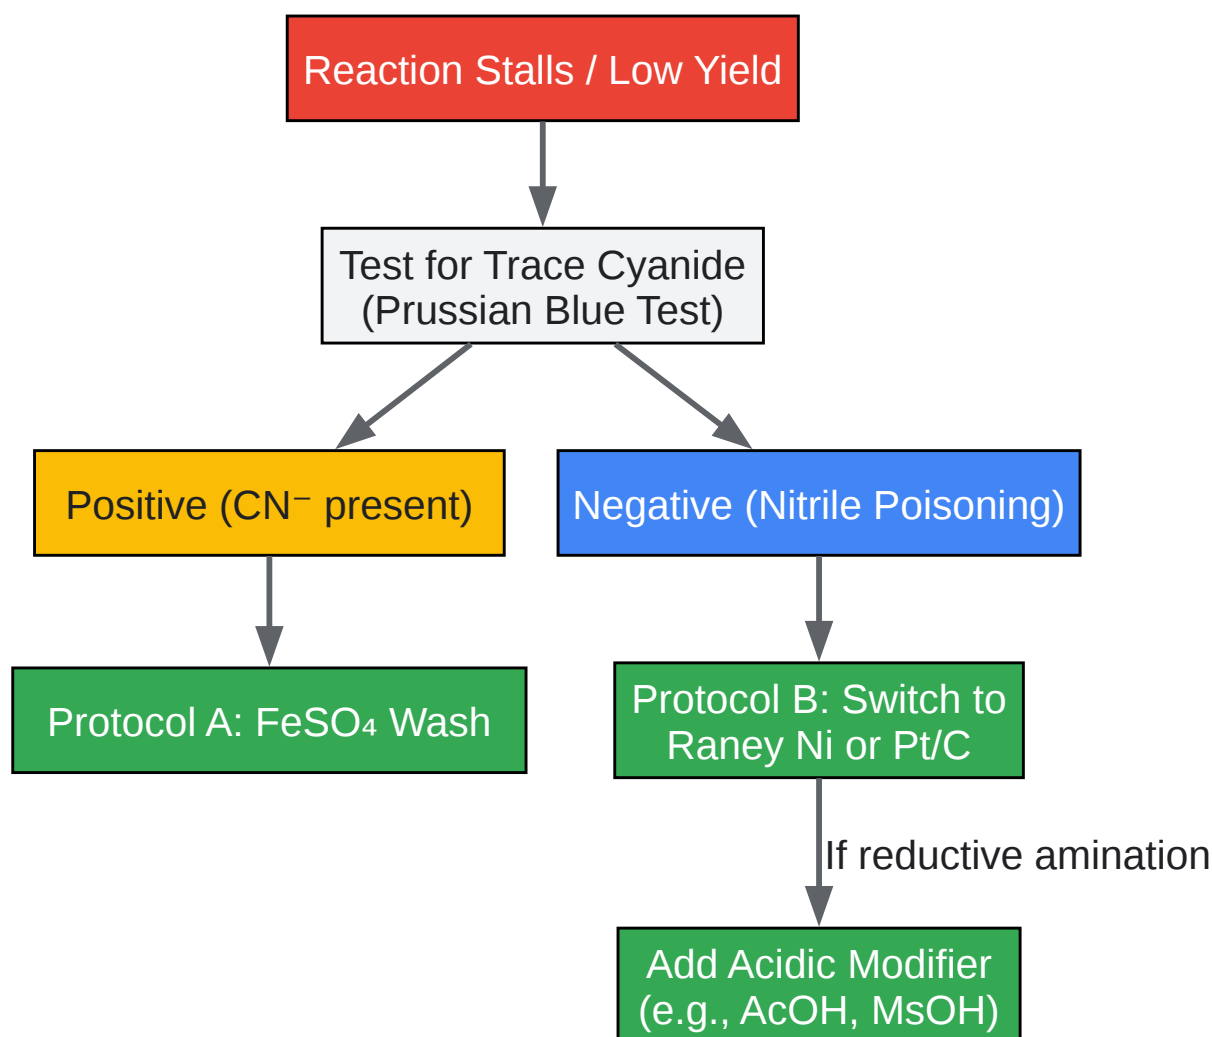 Reaction Stalls / Low Yield
Test for Trace Cyanide
(Prussian Blue Test)
Positive (CN⁻ present)
Negative (Nitrile Poisoning)
Protocol A: FeSO₄ Wash
Protocol B: Switch to
Raney Ni or Pt/C
If reductive amination
Add Acidic Modifier
(e.g., AcOH, MsOH)